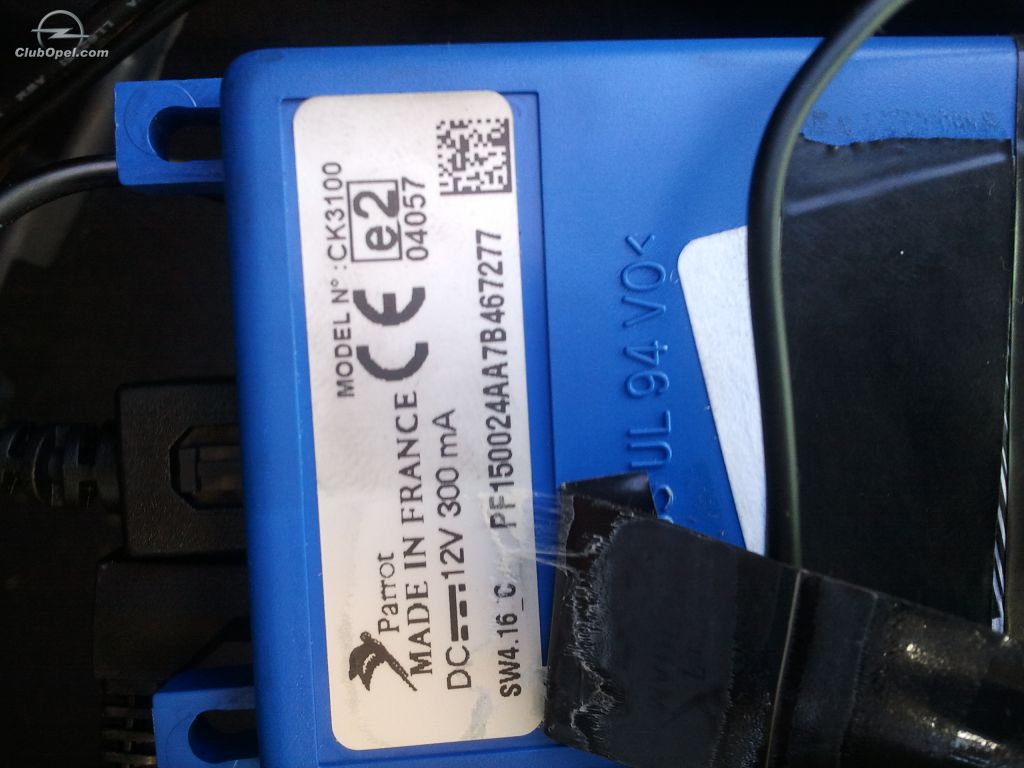 ClubOpel.com
MODEL N° :CK3100
Parrot
MADE IN FRANCE CE e2
DC 12V 300 mA 04057
SW4.16_C PF150024AA7B467277
UL 94 VO<